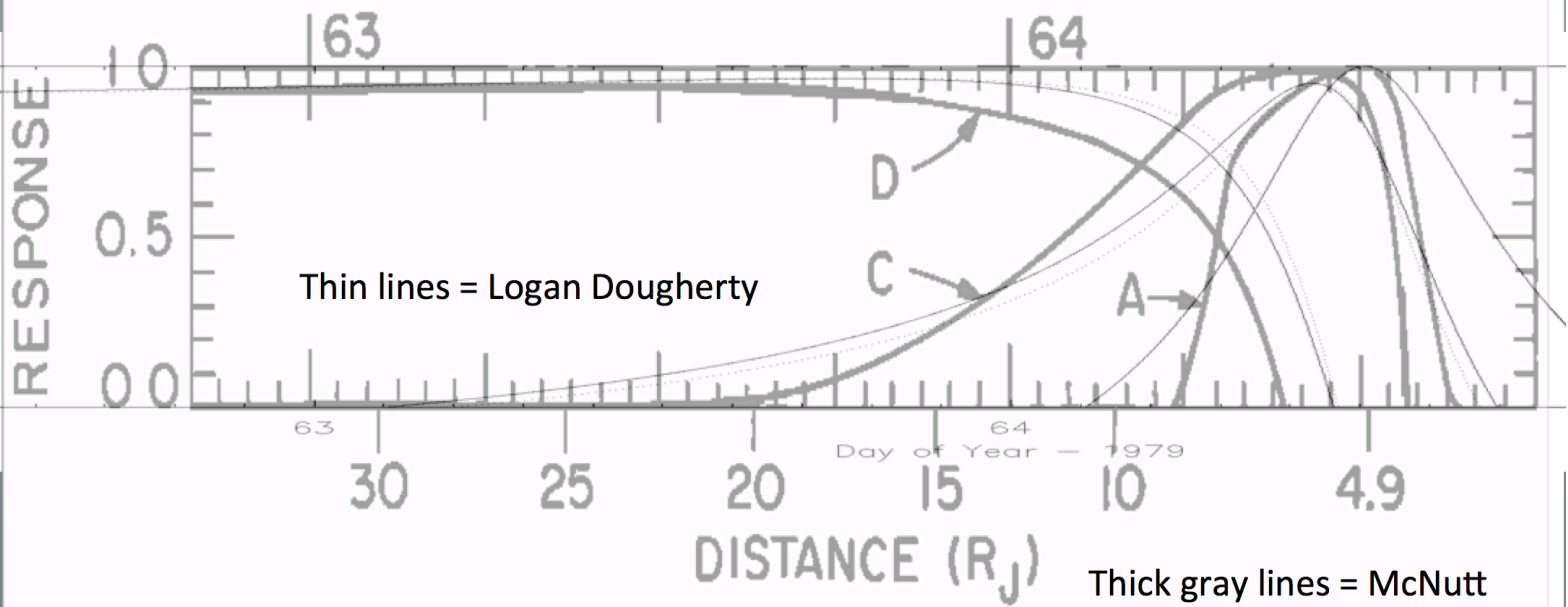 63 64
RESPONSE
1 0
0.5
0 0
D
C
A
Thin lines = Logan Dougherty
63 64
Day of Year — 1979
30 25 20 15 10 4.9
DISTANCE (RJ)
Thick gray lines = McNutt